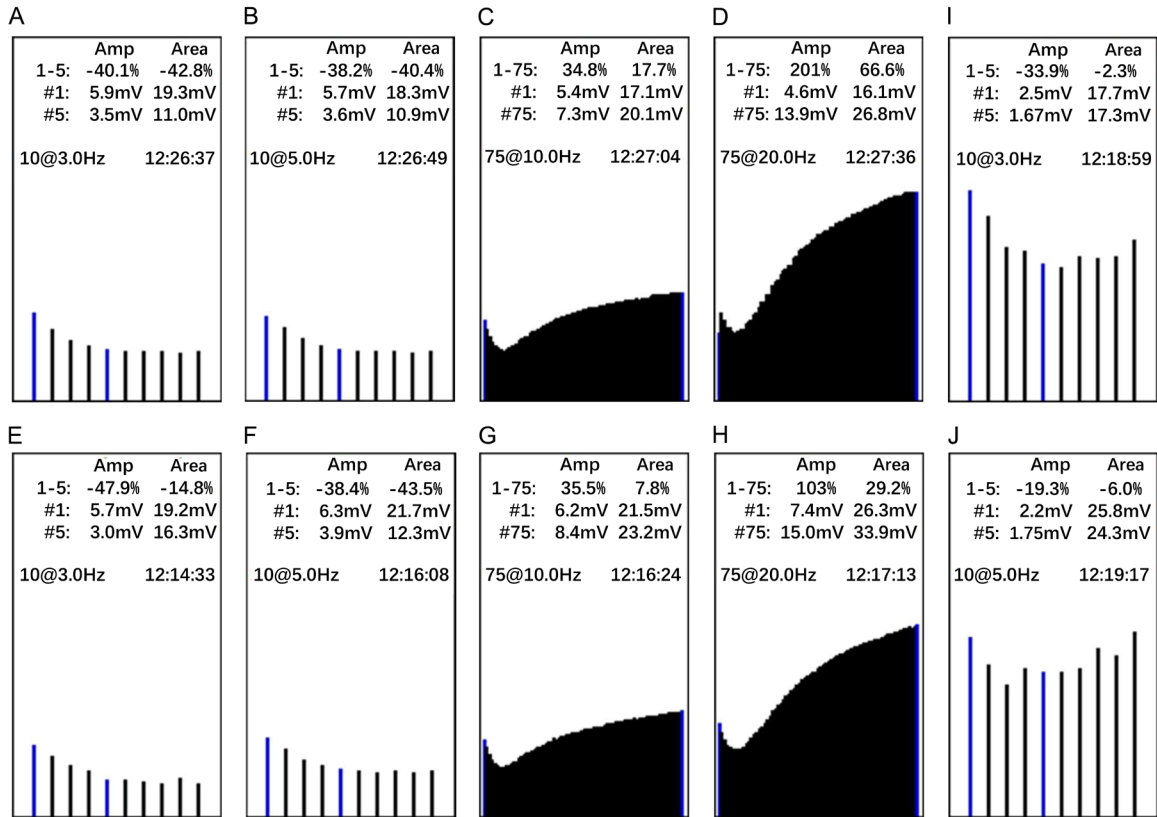 A
Amp Area
1-5: -40.1% -42.8%
#1: 5.9mV 19.3mV
#5: 3.5mV 11.0mV
10@3.0Hz 12:26:37
B
Amp Area
1-5: -38.2% -40.4%
#1: 5.7mV 18.3mV
#5: 3.6mV 10.9mV
10@5.0Hz 12:26:49
C
Amp Area
1-75: 34.8% 17.7%
#1: 5.4mV 17.1mV
#75: 7.3mV 20.1mV
75@10.0Hz 12:27:04
D
Amp Area
1-75: 201% 66.6%
#1: 4.6mV 16.1mV
#75: 13.9mV 26.8mV
75@20.0Hz 12:27:36
I
Amp Area
1-5: -33.9% -2.3%
#1: 2.5mV 17.7mV
#5: 1.67mV 17.3mV
10@3.0Hz 12:18:59
E
Amp Area
1-5: -47.9% -14.8%
#1: 5.7mV 19.2mV
#5: 3.0mV 16.3mV
10@3.0Hz 12:14:33
F
Amp Area
1-5: -38.4% -43.5%
#1: 6.3mV 21.7mV
#5: 3.9mV 12.3mV
10@5.0Hz 12:16:08
G
Amp Area
1-75: 35.5% 7.8%
#1: 6.2mV 21.5mV
#75: 8.4mV 23.2mV
75@10.0Hz 12:16:24
H
Amp Area
1-75: 103% 29.2%
#1: 7.4mV 26.3mV
#75: 15.0mV 33.9mV
75@20.0Hz 12:17:13
J
Amp Area
1-5: -19.3% -6.0%
#1: 2.2mV 25.8mV
#5: 1.75mV 24.3mV
10@5.0Hz 12:19:17